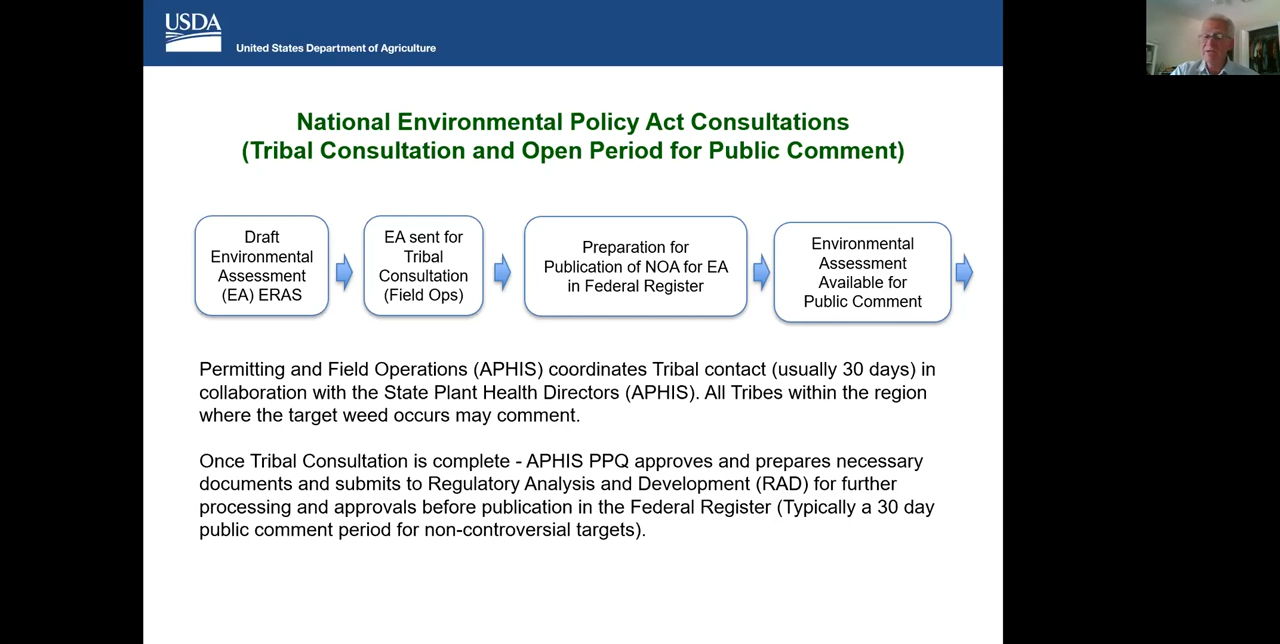 USDA
United States Department of Agriculture
National Environmental Policy Act Consultations
(Tribal Consultation and Open Period for Public Comment)
Draft
Environmental
Assessment
(EA) ERAS
EA sent for
Tribal
Consultation
(Field Ops)
Preparation for
Publication of NOA for EA
in Federal Register
Environmental
Assessment
Available for
Public Comment
Permitting and Field Operations (APHIS) coordinates Tribal contact (usually 30 days) in
collaboration with the State Plant Health Directors (APHIS). All Tribes within the region
where the target weed occurs may comment.
Once Tribal Consultation is complete - APHIS PPQ approves and prepares necessary
documents and submits to Regulatory Analysis and Development (RAD) for further
processing and approvals before publication in the Federal Register (Typically a 30 day
public comment period for non-controversial targets).